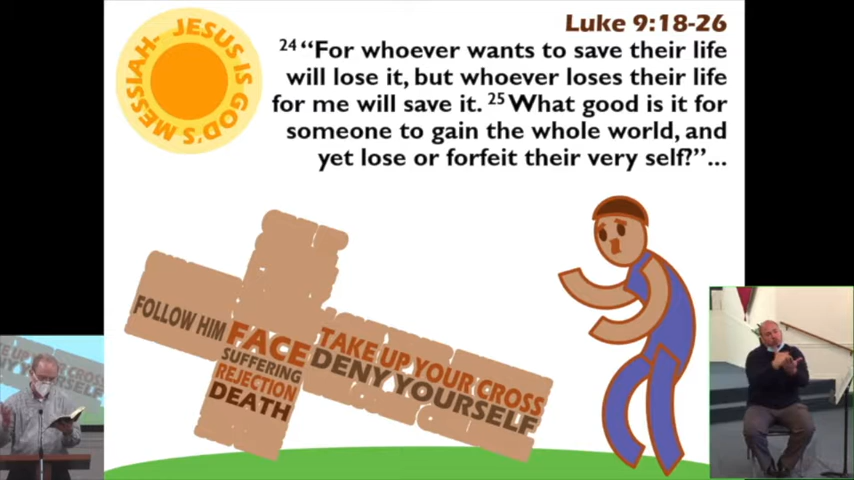 Luke 9:18-26
24 “For whoever wants to save their life
will lose it, but whoever loses their life
for me will save it. 25 What good is it for
someone to gain the whole world, and
yet lose or forfeit their very self?”...
JESUS IS GOD'S MESSIAH-
FOLLOW HIM
FACE
SUFFERING
REJECTION
DEATH
TAKE UP YOUR CROSS
DENY YOURSELF